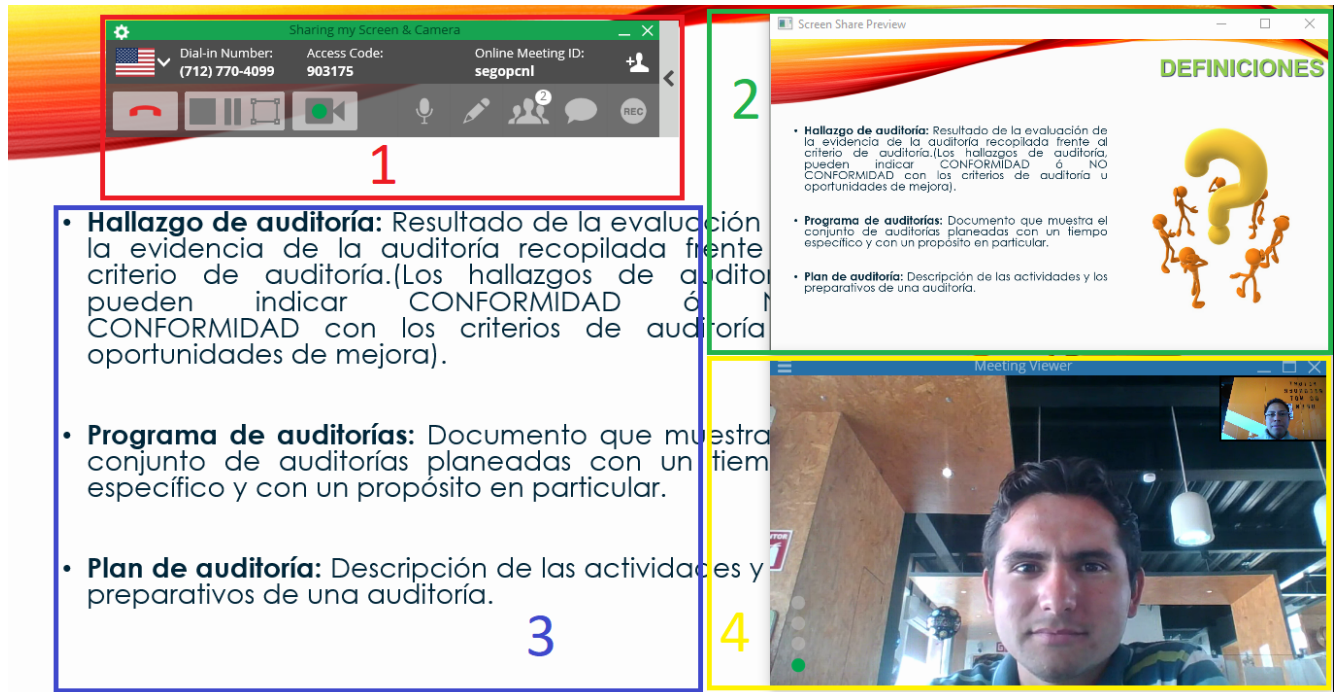 Sharing my Screen & Camera
Dial-in Number: Access Code: Online Meeting ID:
(712) 770-4099 903175 segopcnl
2
REC
1
• Hallazgo de auditoría: Resultado de la evaluación
la evidencia de la auditoría recopilada frente
criterio de auditoría.(Los hallazgos de auditor
pueden indicar CONFORMIDAD ó N
CONFORMIDAD con los criterios de auditoría
oportunidades de mejora).
• Programa de auditorías: Documento que muestra
conjunto de auditorías planeadas con un tiem
específico y con un propósito en particular.
• Plan de auditoría: Descripción de las actividades y
preparativos de una auditoría.
3
Screen Share Preview
DEFINICIONES
2
• Hallazgo de auditoría: Resultado de la evaluación de
la evidencia de la auditoría recopilada frente al
criterio de auditoría.(Los hallazgos de auditoría,
pueden indicar CONFORMIDAD ó NO
CONFORMIDAD con los criterios de auditoría u
oportunidades de mejora).
• Programa de auditorías: Documento que muestra el
conjunto de auditorías planeadas con un tiempo
específico y con un propósito en particular.
• Plan de auditoría: Descripción de las actividades y los
preparativos de una auditoría.
Meeting Viewer
4